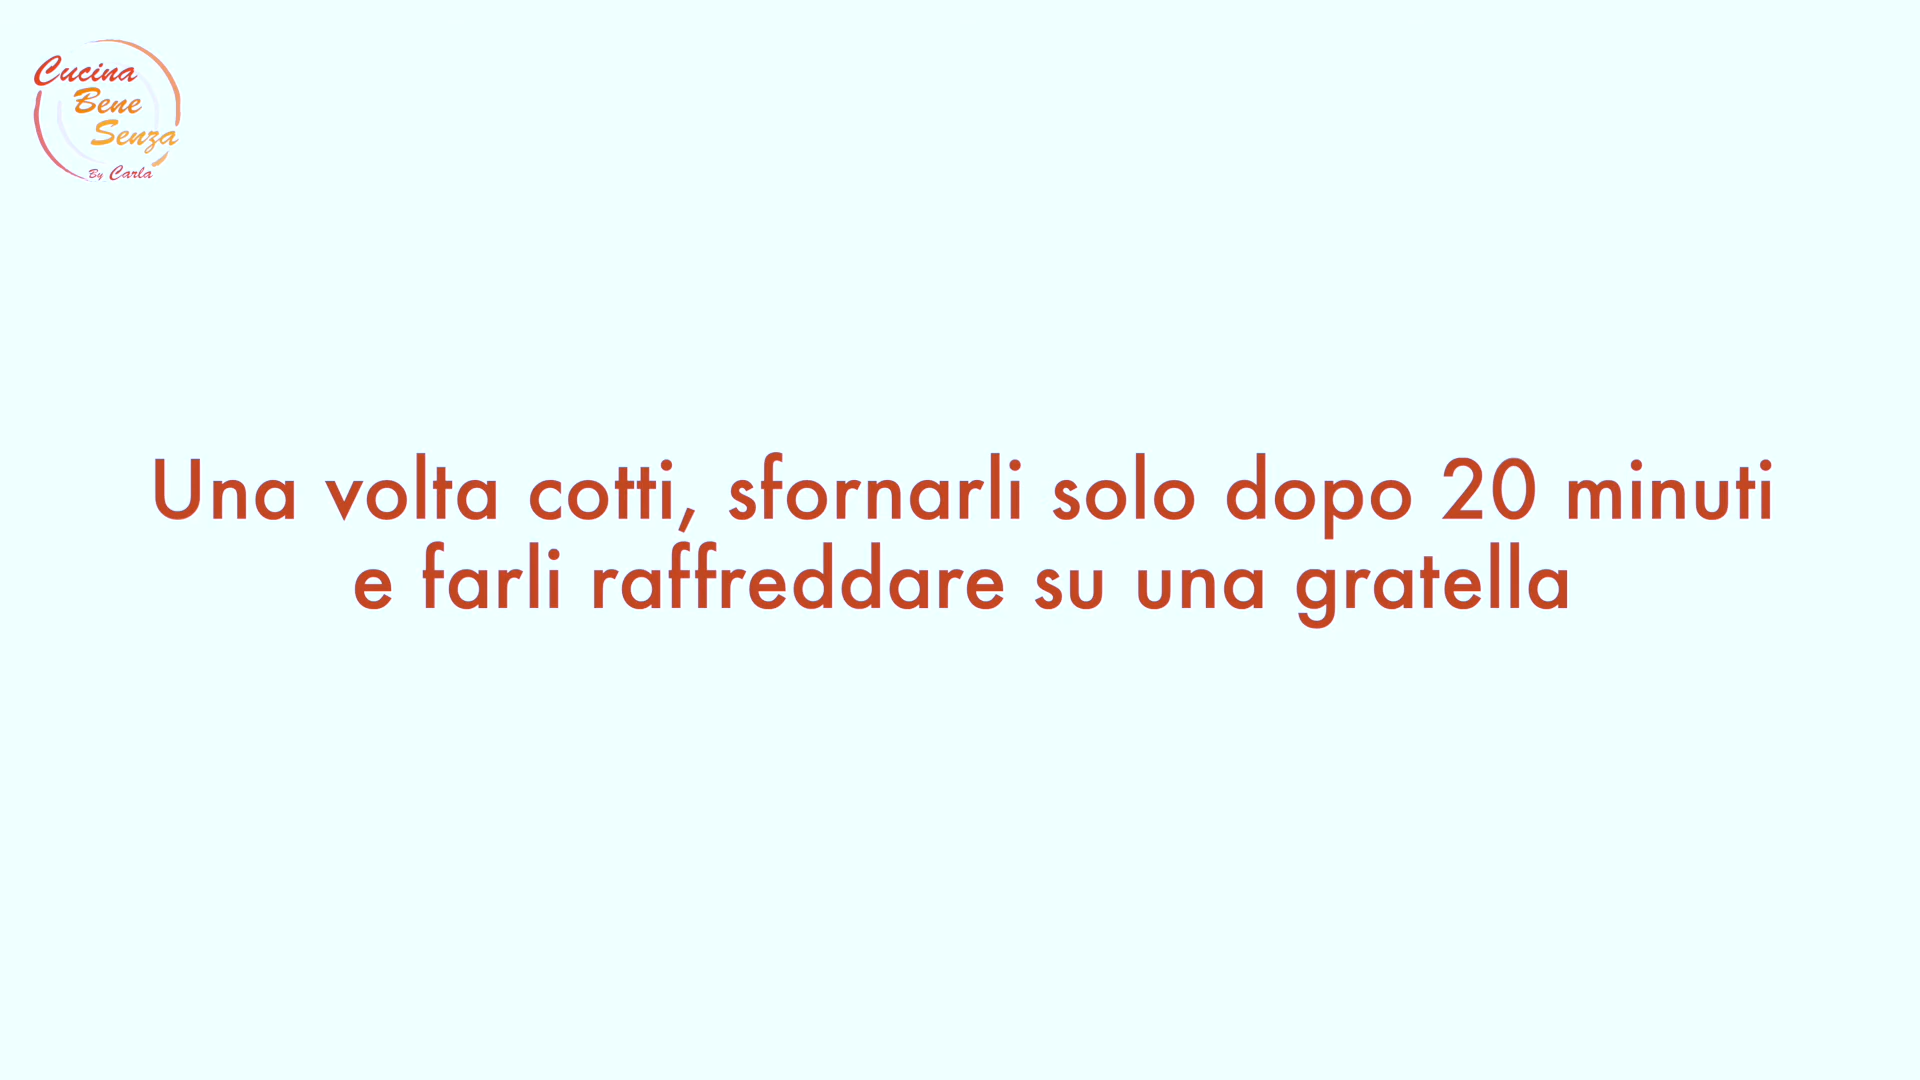 Cucina
Bene
Senza
By Carla
Una volta cotti, sfornarli solo dopo 20 minuti
e farli raffreddare su una gratella